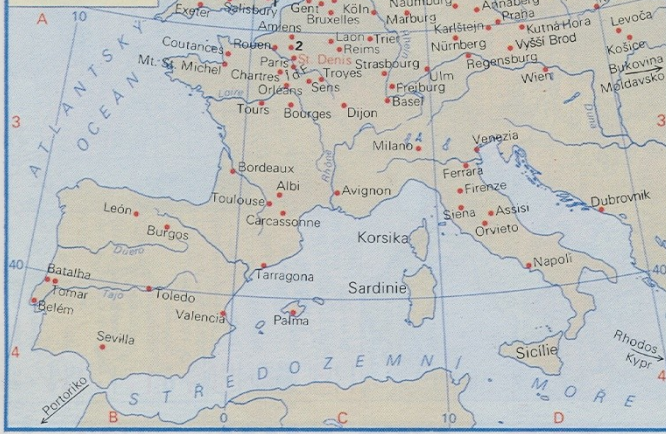 A
10
Exeter
Salisbury
Gent
Bruxelles
Köln
Marburg
Naumburg
Annaberg
Praha
Karlštejn
Kutná Hora
Levoča
Amiens
Coutances
Rouen
2
Laon
Trier
Reims
Nürnberg
Vyšší Brod
Košice
Mt. St. Michel
Paris
St. Denis
Strasbourg
Regensburg
Bukovina
Moldavsko
Chartres
I d F
Troyes
Ulm
Wien
Orléans
Sens
Freiburg
Loire
Basel
Tours
Bourges
Dijon
Duna
ATLANTSKÝ
OCEÁN
3
3
Milano
Venezia
Rhône
Bordeaux
Ferrara
Albi
Avignon
Firenze
Toulouse
León
Carcassonne
Siena
Assisi
Dubrovnik
Burgos
Orvieto
Korsika
Duero
40
Tarragona
Napoli
40
Batalha
Tomar
Tajo
Toledo
Sardinie
Belém
Valencia
Palma
Sevilla
4
Sicilie
Rhodos
Kypr
4
Portoriko
STŘEDOZEMNÍ
MOŘE
B
0
C
10
D